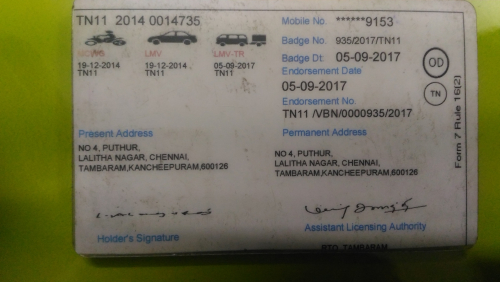 TN11 2014 0014735
Mobile No. ******9153
MCWG LMV LMV-TR
19-12-2014 19-12-2014 05-09-2017
TN11 TN11 TN11
Badge No. 935/2017/TN11
Badge Dt: 05-09-2017
Endorsement Date
05-09-2017
Endorsement No.
TN11 /VBN/0000935/2017
OD
TN
Form 7 Rule 16(2)
Present Address
NO 4, PUTHUR,
LALITHA NAGAR, CHENNAI,
TAMBARAM,KANCHEEPURAM,600126
Permanent Address
NO 4, PUTHUR,
LALITHA NAGAR, CHENNAI,
TAMBARAM,KANCHEEPURAM,600126
Holder's Signature
Assistant Licensing Authority
RTO, TAMBARAM